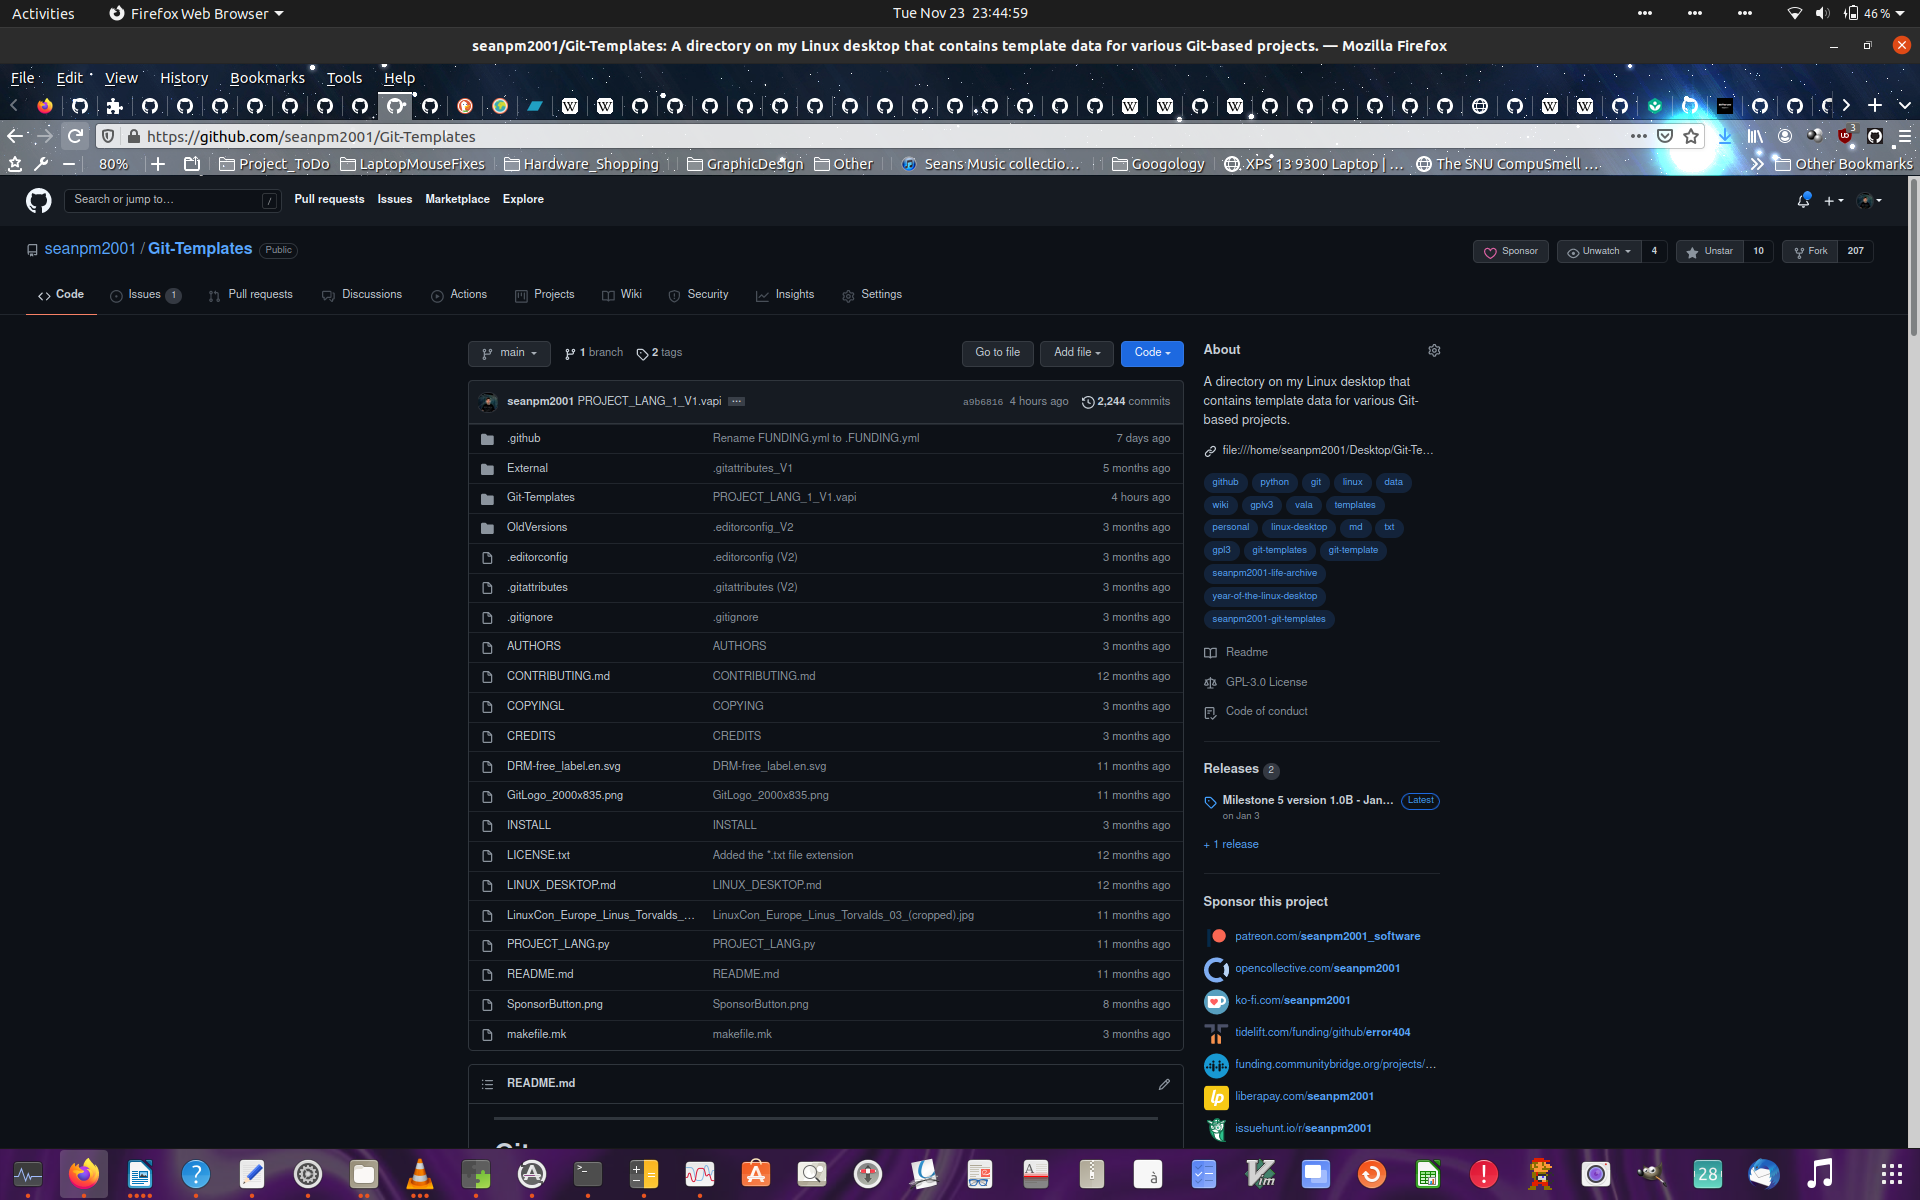 Activities
Firefox Web Browser
Tue Nov 23 23:44:59
46 %
seanpm2001/Git-Templates: A directory on my Linux desktop that contains template data for various Git-based projects. — Mozilla Firefox
File Edit View History Bookmarks Tools Help
https://github.com/seanpm2001/Git-Templates
3
80%
Project_ToDo
LaptopMouseFixes
Hardware_Shopping
GraphicDesign
Other
Seans Music collectio…
Googology
XPS 13 9300 Laptop | …
The SNU CompuSmell …
Other Bookmarks
Search or jump to…
/
Pull requests Issues Marketplace Explore
seanpm2001 / Git-Templates Public
Sponsor
Unwatch 4
Unstar 10
Fork 207
Code
Issues 1
Pull requests
Discussions
Actions
Projects
Wiki
Security
Insights
Settings
main
1 branch
2 tags
Go to file
Add file
Code
seanpm2001 PROJECT_LANG_1_V1.vapi … a9b6816 4 hours ago 2,244 commits
.github Rename FUNDING.yml to .FUNDING.yml 7 days ago
External .gitattributes_V1 5 months ago
Git-Templates PROJECT_LANG_1_V1.vapi 4 hours ago
OldVersions .editorconfig_V2 3 months ago
.editorconfig .editorconfig (V2) 3 months ago
.gitattributes .gitattributes (V2) 3 months ago
.gitignore .gitignore 3 months ago
AUTHORS AUTHORS 3 months ago
CONTRIBUTING.md CONTRIBUTING.md 12 months ago
COPYINGL COPYING 3 months ago
CREDITS CREDITS 3 months ago
DRM-free_label.en.svg DRM-free_label.en.svg 11 months ago
GitLogo_2000x835.png GitLogo_2000x835.png 11 months ago
INSTALL INSTALL 3 months ago
LICENSE.txt Added the *.txt file extension 12 months ago
LINUX_DESKTOP.md LINUX_DESKTOP.md 12 months ago
LinuxCon_Europe_Linus_Torvalds_… LinuxCon_Europe_Linus_Torvalds_03_(cropped).jpg 11 months ago
PROJECT_LANG.py PROJECT_LANG.py 11 months ago
README.md README.md 11 months ago
SponsorButton.png SponsorButton.png 8 months ago
makefile.mk makefile.mk 3 months ago
README.md
About
A directory on my Linux desktop that
contains template data for various Git-
based projects.
file:///home/seanpm2001/Desktop/Git-Te…
github python git linux data
wiki gplv3 vala templates
personal linux-desktop md txt
gpl3 git-templates git-template
seanpm2001-life-archive
year-of-the-linux-desktop
seanpm2001-git-templates
Readme
GPL-3.0 License
Code of conduct
Releases 2
Milestone 5 version 1.0B - Jan… Latest
on Jan 3
+ 1 release
Sponsor this project
patreon.com/seanpm2001_software
opencollective.com/seanpm2001
ko-fi.com/seanpm2001
tidelift.com/funding/github/error404
funding.communitybridge.org/projects/…
liberapay.com/seanpm2001
issuehunt.io/r/seanpm2001
28